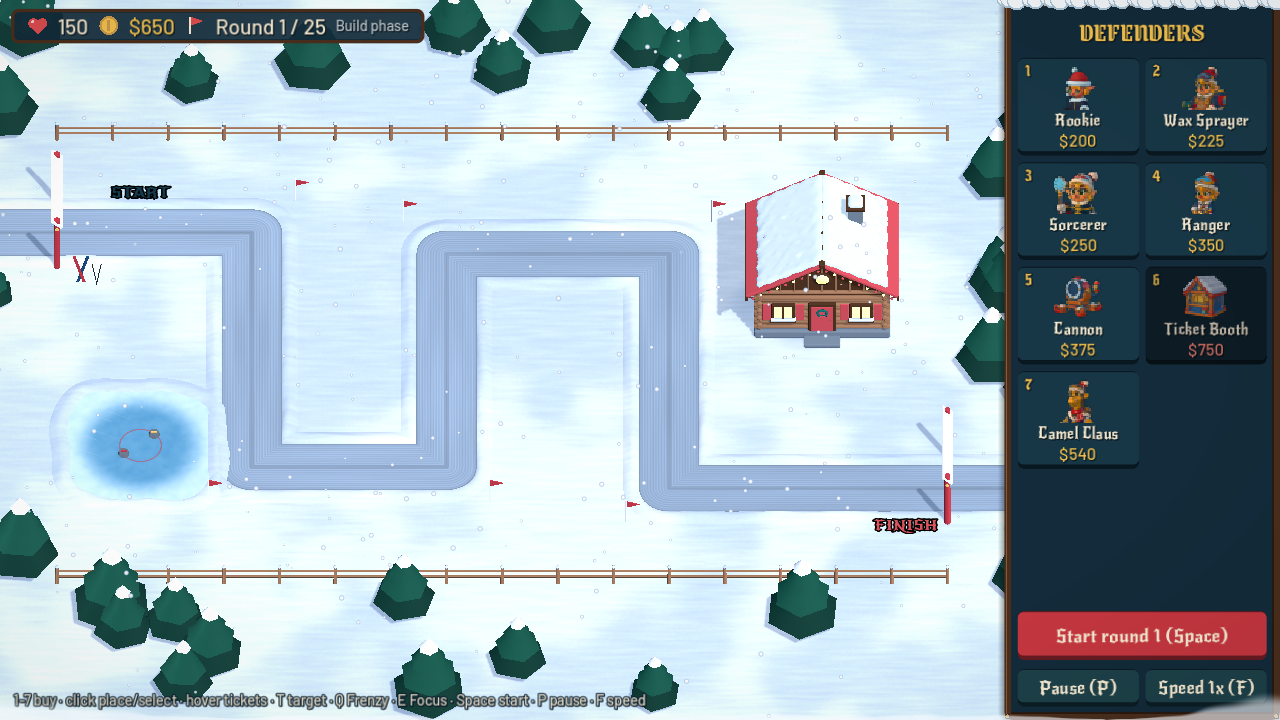 150 $650 Round 1 / 25 Build phase
START
FINISH
DEFENDERS
1 Rookie $200
2 Wax Sprayer $225
3 Sorcerer $250
4 Ranger $350
5 Cannon $375
6 Ticket Booth $750
7 Camel Claus $540
Start round 1 (Space)
Pause (P) Speed 1x (F)
1-7 buy · click place/select · hover tickets · T target · Q Frenzy · E Focus · Space start · P pause · F speed